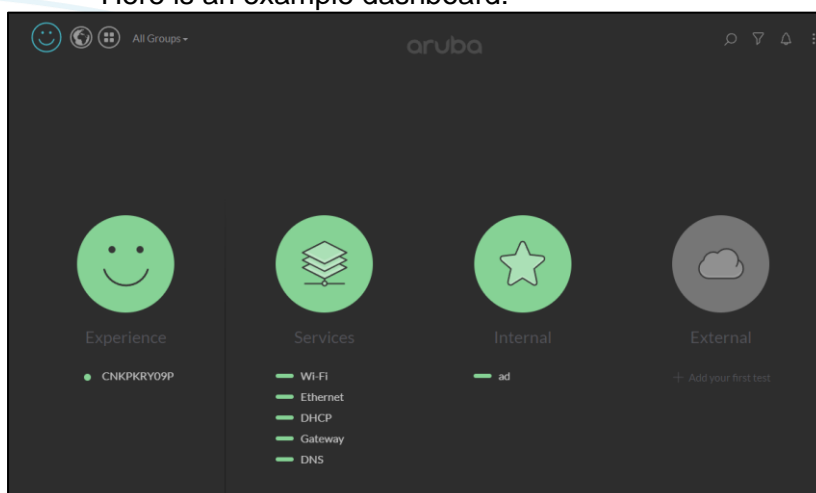 Here is an example dashboard:
All Groups
aruba
Experience
Services
Internal
External
CNKPKRY09P
Wi-Fi
Ethernet
DHCP
Gateway
DNS
ad
+ Add your first test